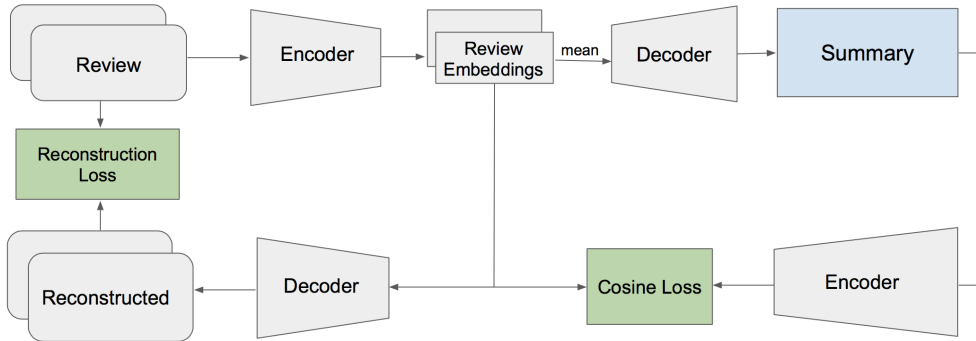 Review
Encoder
Review
Embeddings
mean
Decoder
Summary
Reconstruction
Loss
Reconstructed
Decoder
Cosine Loss
Encoder